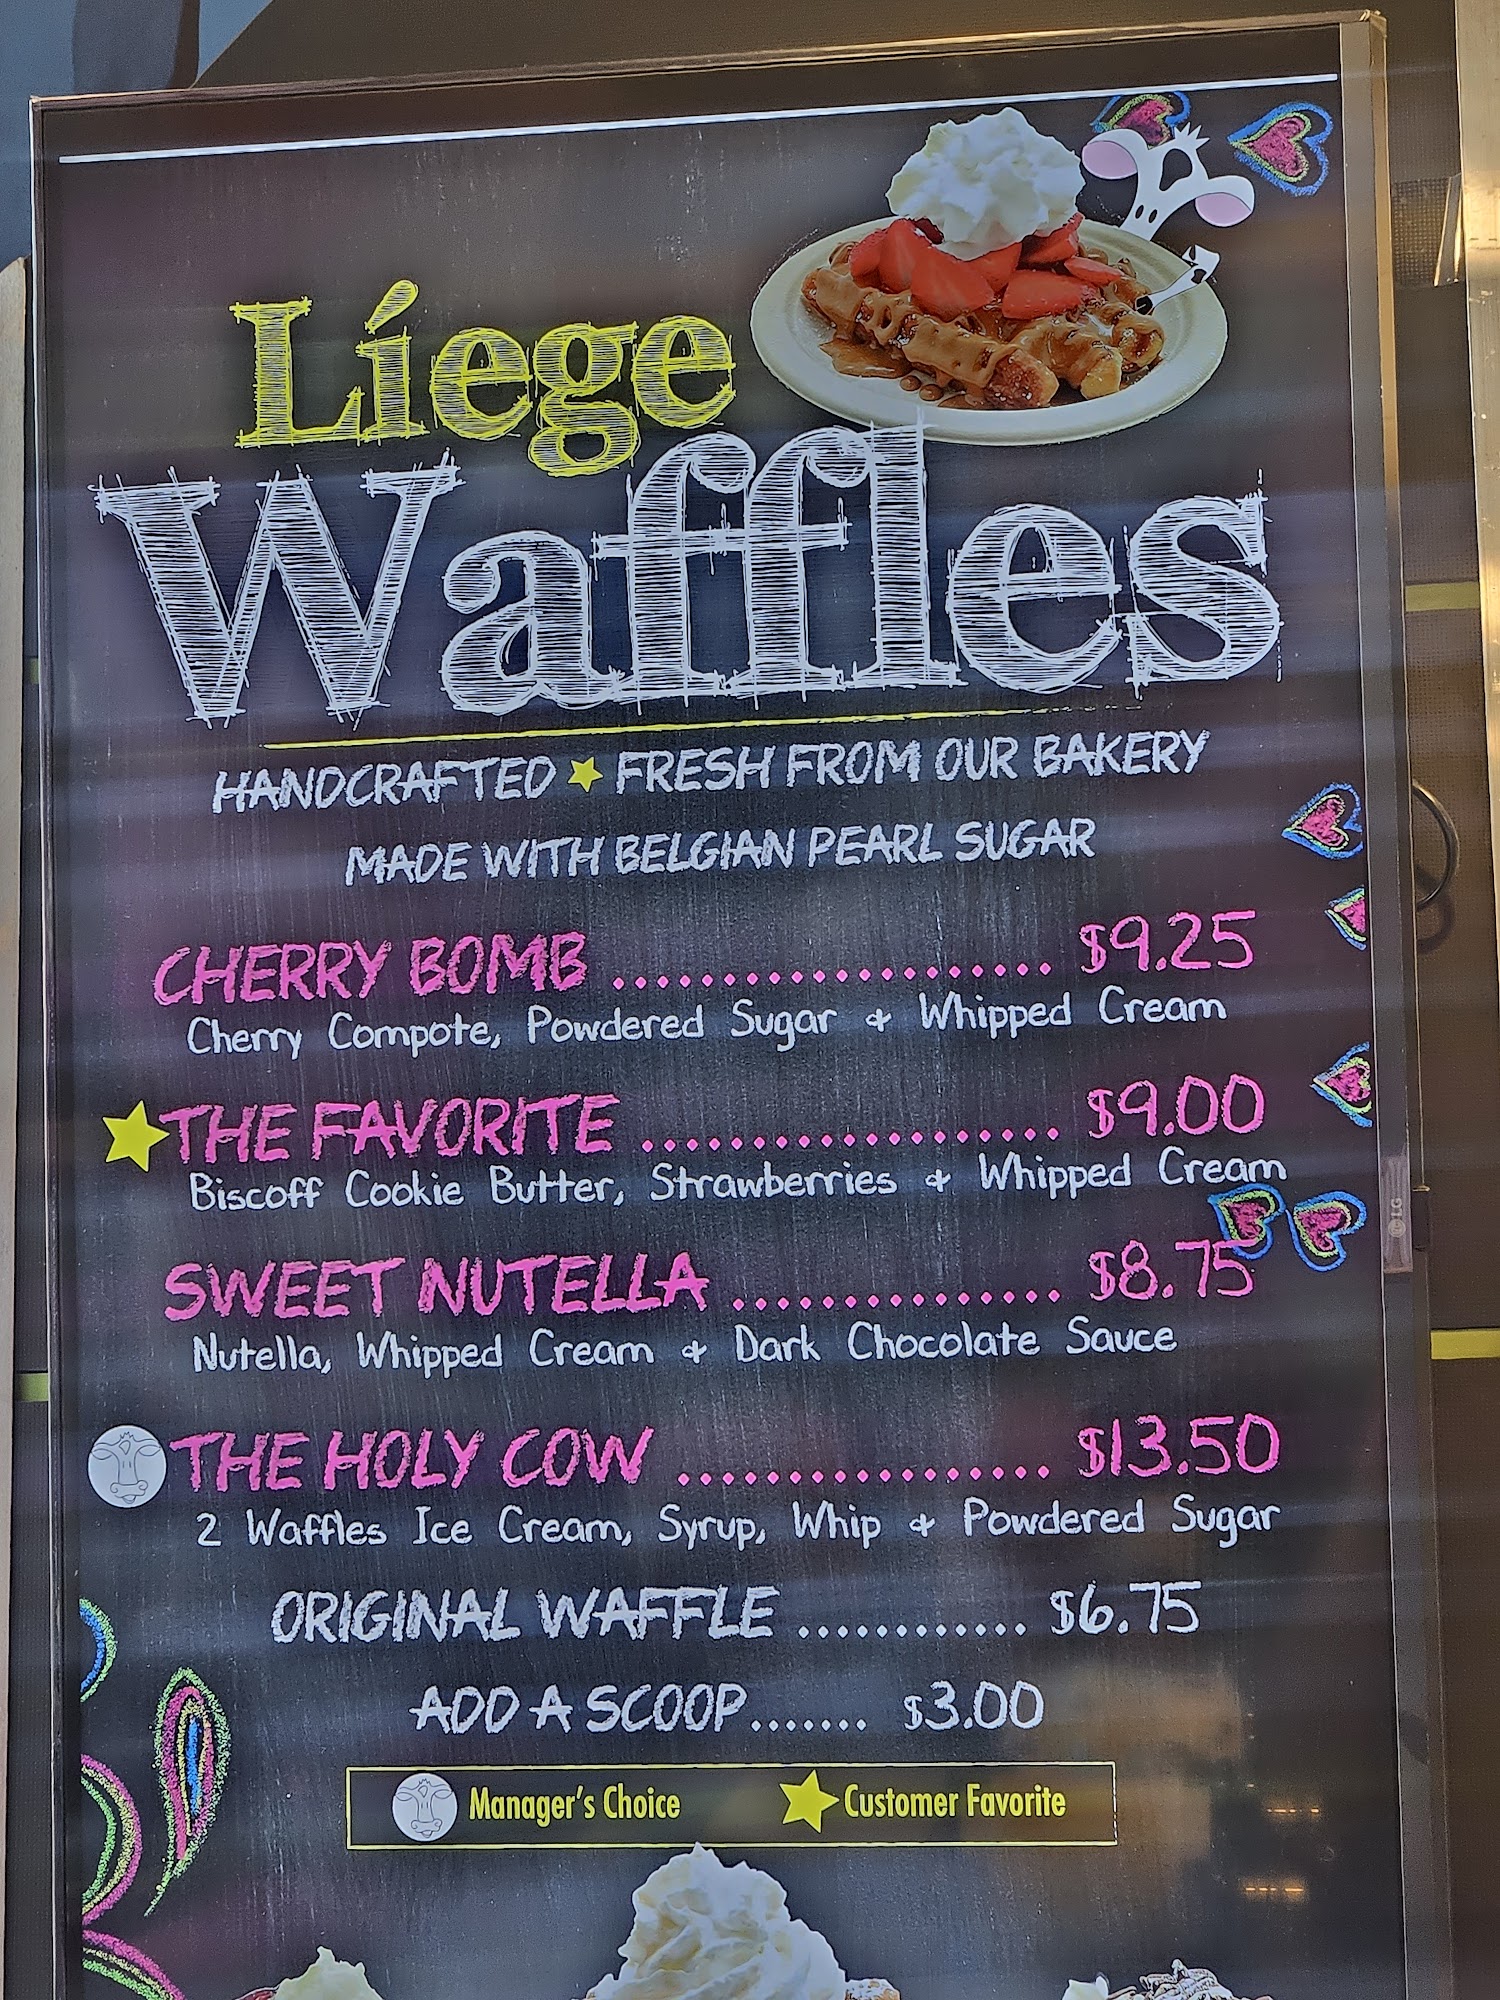 Líege
Waffles
HANDCRAFTED ★ FRESH FROM OUR BAKERY
MADE WITH BELGIAN PEARL SUGAR
CHERRY BOMB .................... $9.25
Cherry Compote, Powdered Sugar & Whipped Cream
THE FAVORITE ................... $9.00
Biscoff Cookie Butter, Strawberries & Whipped Cream
SWEET NUTELLA ............... $8.75
Nutella, Whipped Cream & Dark Chocolate Sauce
THE HOLY COW ................. $13.50
2 Waffles Ice Cream, Syrup, Whip & Powdered Sugar
ORIGINAL WAFFLE ............ $6.75
ADD A SCOOP....... $3.00
Manager's Choice ★ Customer Favorite
LG